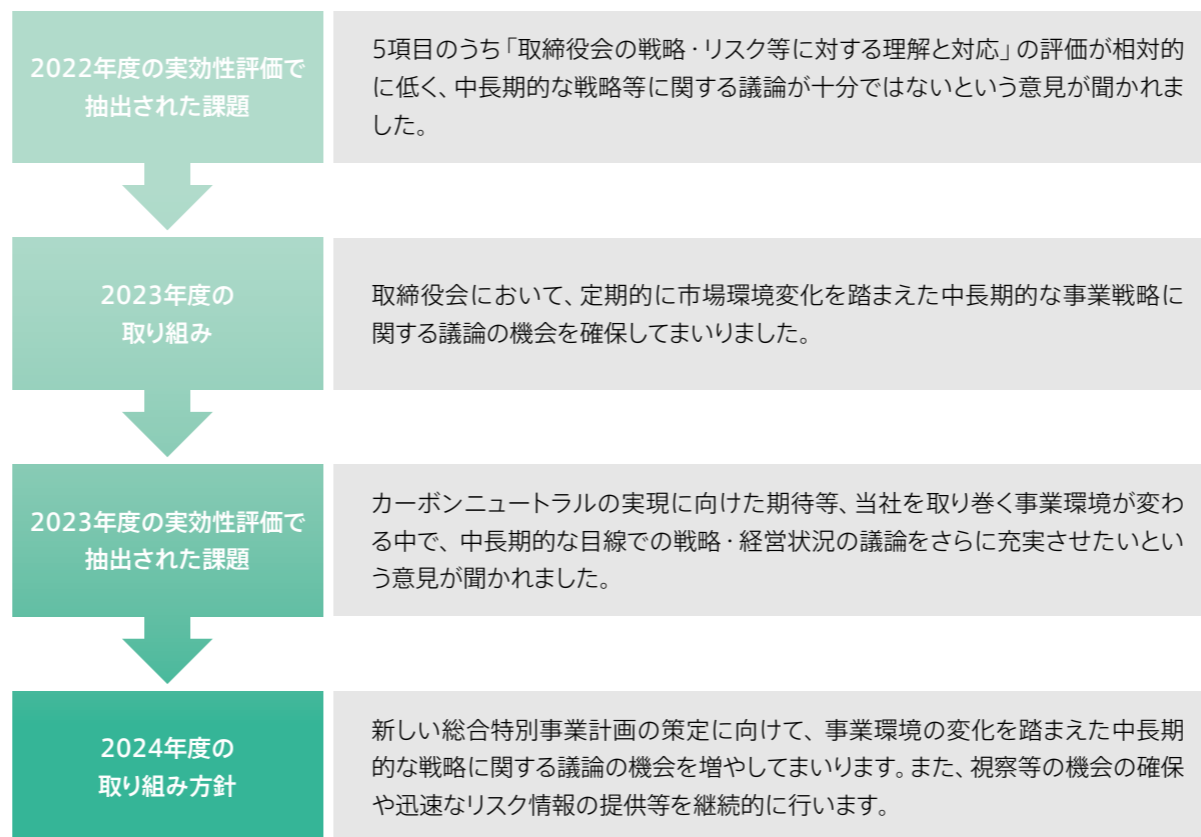 2022年度の実効性評価で
抽出された課題
5項目のうち「取締役会の戦略・リスク等に対する理解と対応」の評価が相対的
に低く、中長期的な戦略等に関する議論が十分ではないという意見が聞かれま
した。
2023年度の
取り組み
取締役会において、定期的に市場環境変化を踏まえた中長期的な事業戦略に
関する議論の機会を確保してまいりました。
2023年度の実効性評価で
抽出された課題
カーボンニュートラルの実現に向けた期待等、当社を取り巻く事業環境が変わ
る中で、中長期的な目線での戦略・経営状況の議論をさらに充実させたいとい
う意見が聞かれました。
2024年度の
取り組み方針
新しい総合特別事業計画の策定に向けて、事業環境の変化を踏まえた中長期
的な戦略に関する議論の機会を増やしてまいります。また、視察等の機会の確保
や迅速なリスク情報の提供等を継続的に行います。